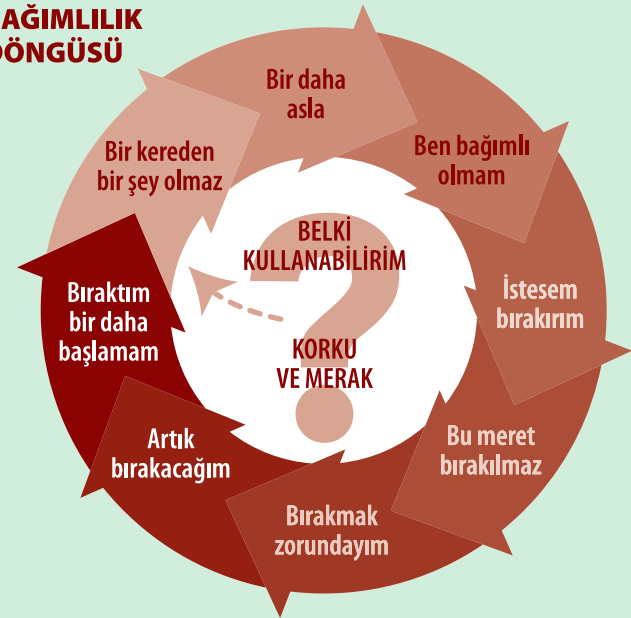 AĞIMLILIK
DÖNGÜSÜ
Bir kereden
bir şey olmaz
Bir daha
asla
Ben bağımlı
olmam
İstesem
bırakırım
Bu meret
bırakılmaz
Bırakmak
zorundayım
Artık
bırakacağım
Bıraktım
bir daha
başlamam
BELKİ
KULLANABİLİRİM
?
KORKU
VE MERAK